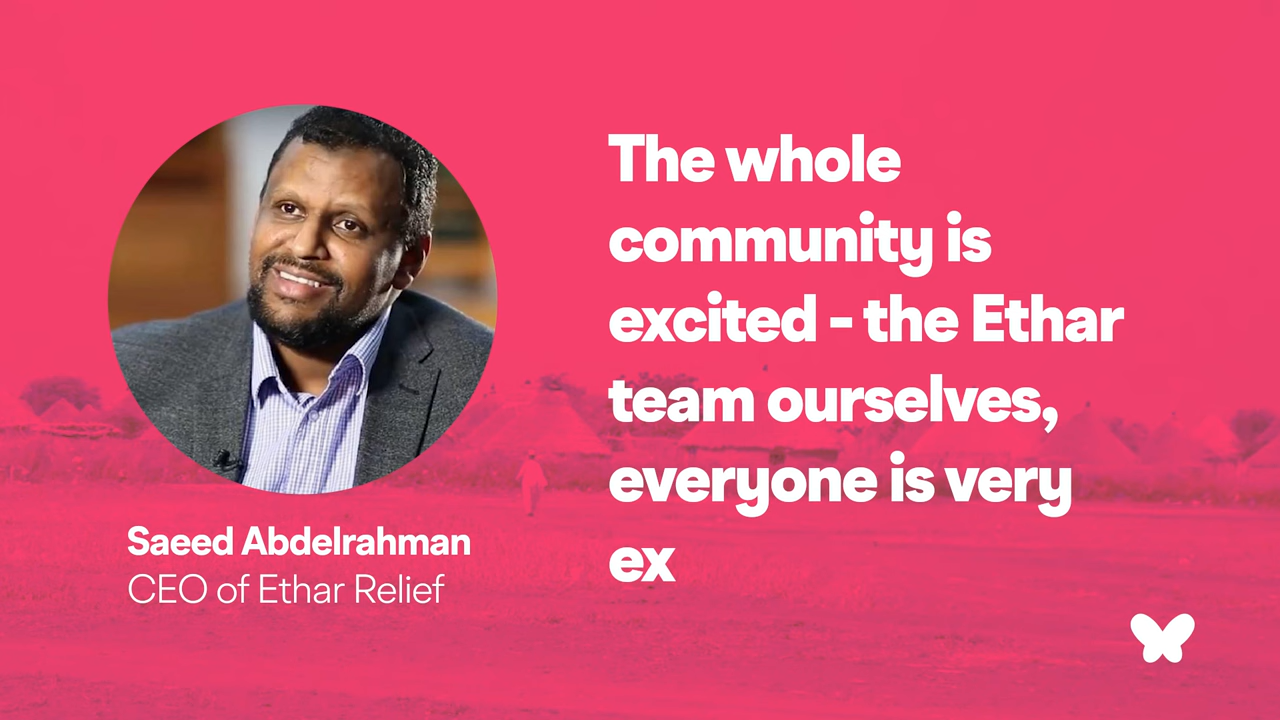 The whole
community is
excited - the Ethar
team ourselves,
everyone is very
ex
Saeed Abdelrahman
CEO of Ethar Relief